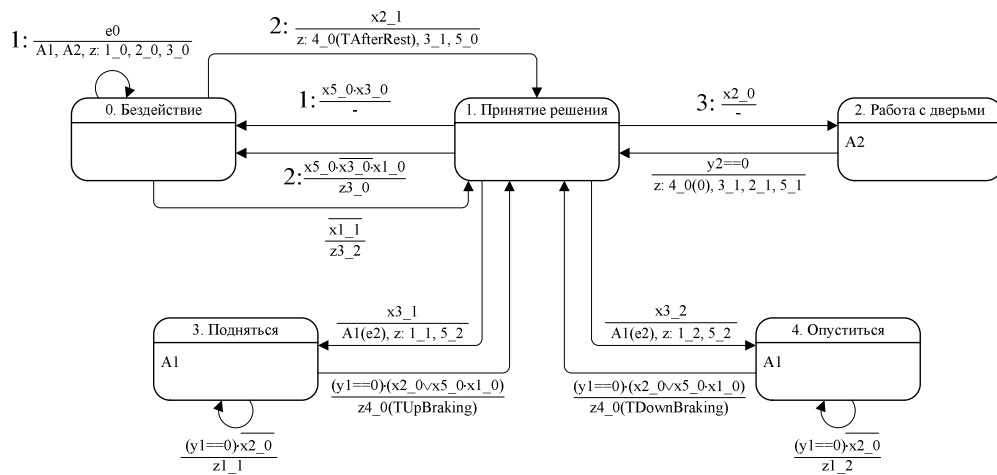 1: e0
A1, A2, z: 1_0, 2_0, 3_0
2: x2_1
z: 4_0(TAfterRest), 3_1, 5_0
0. Бездействие
1: x5_0·x3_0
-
1. Принятие решения
3: x2_0
-
2. Работа с дверьми
A2
2: x5_0·x3_0·x1_0
z3_0
y2==0
z: 4_0(0), 3_1, 2_1, 5_1
x1_1
z3_2
x3_1
A1(e2), z: 1_1, 5_2
x3_2
A1(e2), z: 1_2, 5_2
3. Подняться
A1
4. Опуститься
A1
(y1==0)·(x2_0∨x5_0·x1_0)
z4_0(TUpBraking)
(y1==0)·(x2_0∨x5_0·x1_0)
z4_0(TDownBraking)
(y1==0)·x2_0
z1_1
(y1==0)·x2_0
z1_2